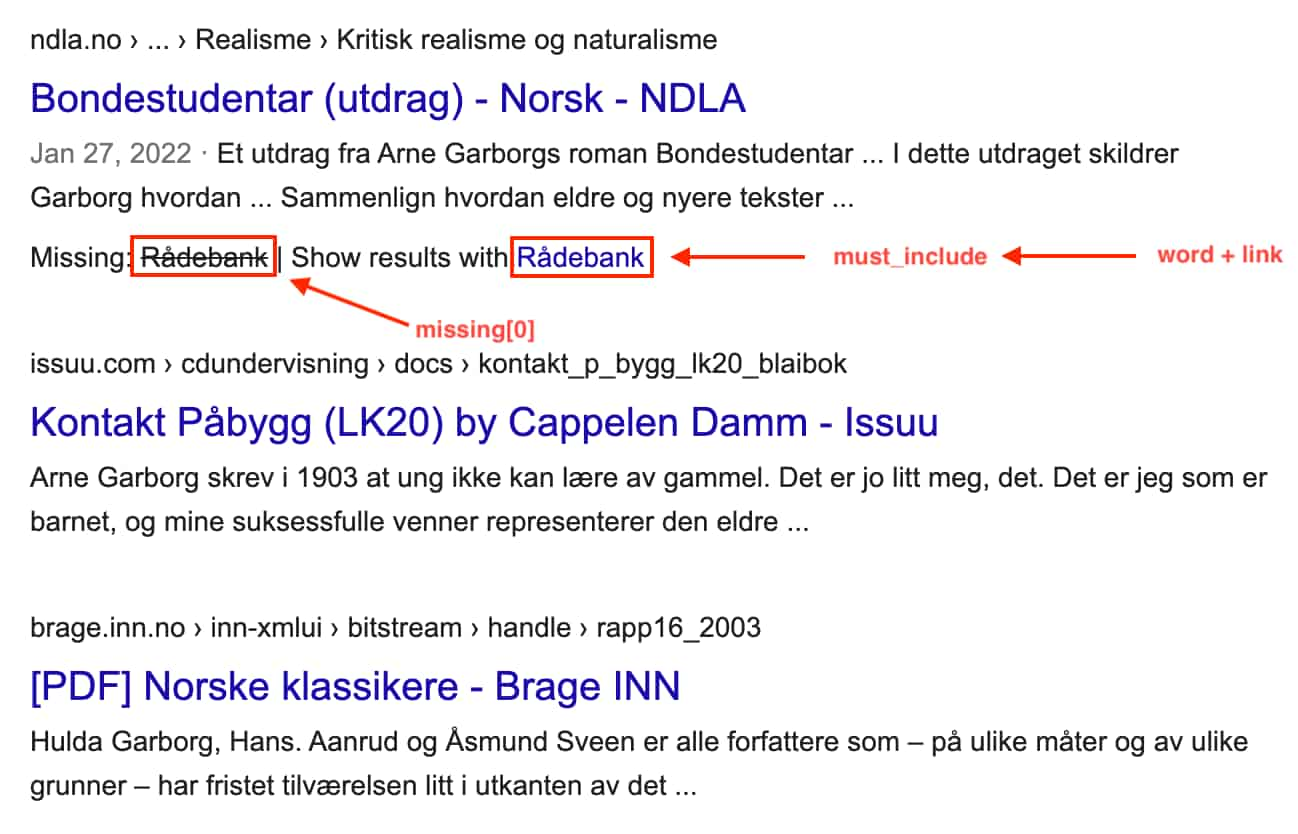 ndla.no › ... › Realisme › Kritisk realisme og naturalisme
Bondestudentar (utdrag) - Norsk - NDLA
Jan 27, 2022 · Et utdrag fra Arne Garborgs roman Bondestudentar ... I dette utdraget skildrer
Garborg hvordan ... Sammenlign hvordan eldre og nyere tekster ...
Missing: Rådebank | Show results with Rådebank must_include word + link
missing[0]
issuu.com › cdundervisning › docs › kontakt_p_bygg_lk20_blaibok
Kontakt Påbygg (LK20) by Cappelen Damm - Issuu
Arne Garborg skrev i 1903 at ung ikke kan lære av gammel. Det er jo litt meg, det. Det er jeg som er
barnet, og mine suksessfulle venner representerer den eldre ...
brage.inn.no › inn-xmlui › bitstream › handle › rapp16_2003
[PDF] Norske klassikere - Brage INN
Hulda Garborg, Hans. Aanrud og Åsmund Sveen er alle forfattere som – på ulike måter og av ulike
grunner – har fristet tilværelsen litt i utkanten av det ...